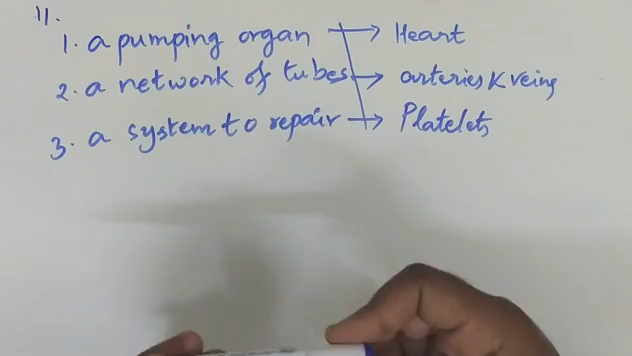 11.
1. a pumping organ → Heart
2. a network of tubes → arteries & veins
3. a system to repair → Platelets